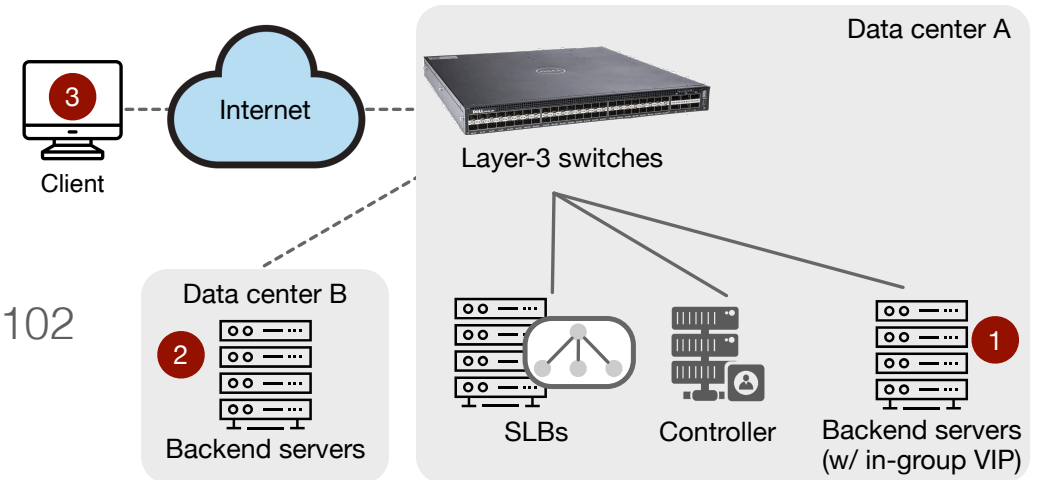 Data center A
3
Internet
Client
Layer-3 switches
102
Data center B
2
Backend servers
SLBs
Controller
1
Backend servers
(w/ in-group VIP)